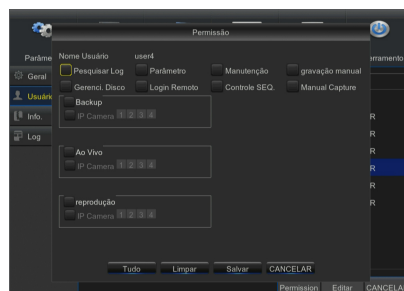 Permissão
Parâme
rramento
Nome Usuário user4
Pesquisar Log Parâmetro Manutenção gravação manual
Gerenci. Disco Login Remoto Controle SEQ. Manual Capture
Geral
Usuári
Info.
Log
Backup
IP Camera 1 2 3 4
R
R
Ao Vivo
IP Camera 1 2 3 4
R
R
R
reprodução
IP Camera 1 2 3 4
R
Tudo Limpar Salvar CANCELAR
Permission Editar CANCELA